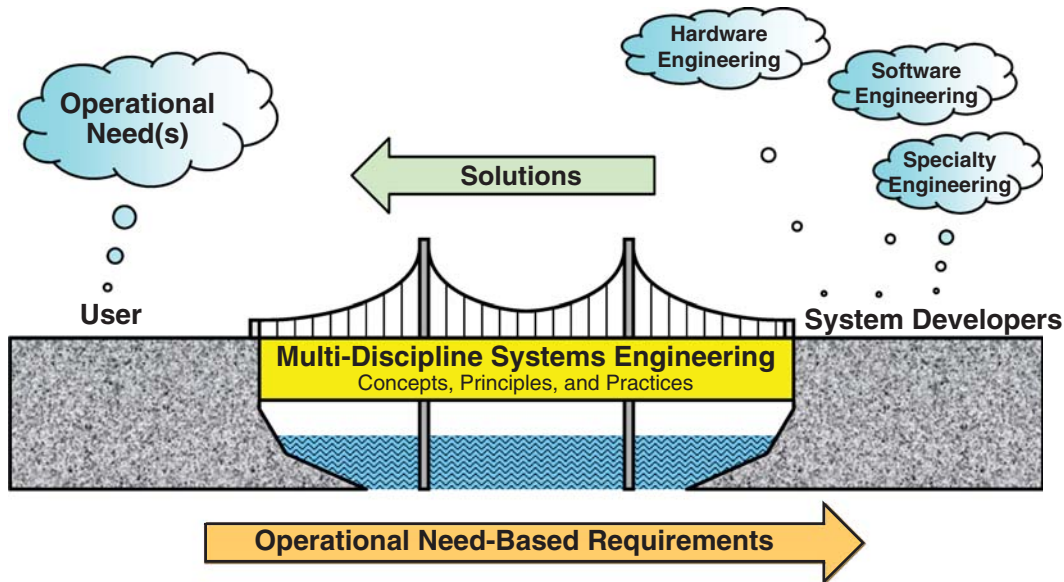 Hardware
Engineering
Software
Engineering
Operational
Need(s)
Specialty
Engineering
Solutions
User
System Developers
Multi-Discipline Systems Engineering
Concepts, Principles, and Practices
Operational Need-Based Requirements